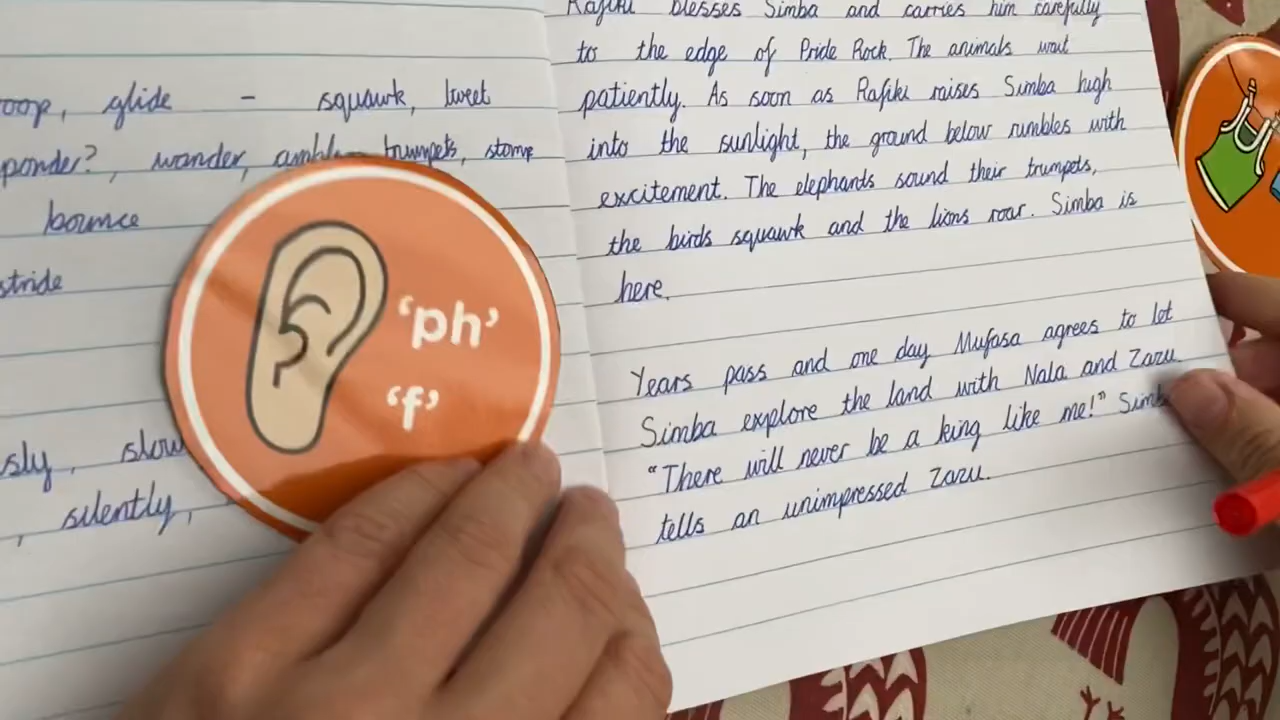 glide - squawk, tweet
ponder?, wander, amble, trumpets, stomp
bounce
stride
silently,
'ph'
'f'
Rafiki blesses Simba and carries him carefully
to the edge of Pride Rock. The animals wait
patiently. As soon as Rafiki raises Simba high
into the sunlight, the ground below rumbles with
excitement. The elephants sound their trumpets,
the birds squawk and the lions roar. Simba is
here.
Years pass and one day Mufasa agrees to let
Simba explore the land with Nala and Zazu.
"There will never be a king like me!" Simba
tells an unimpressed Zazu.